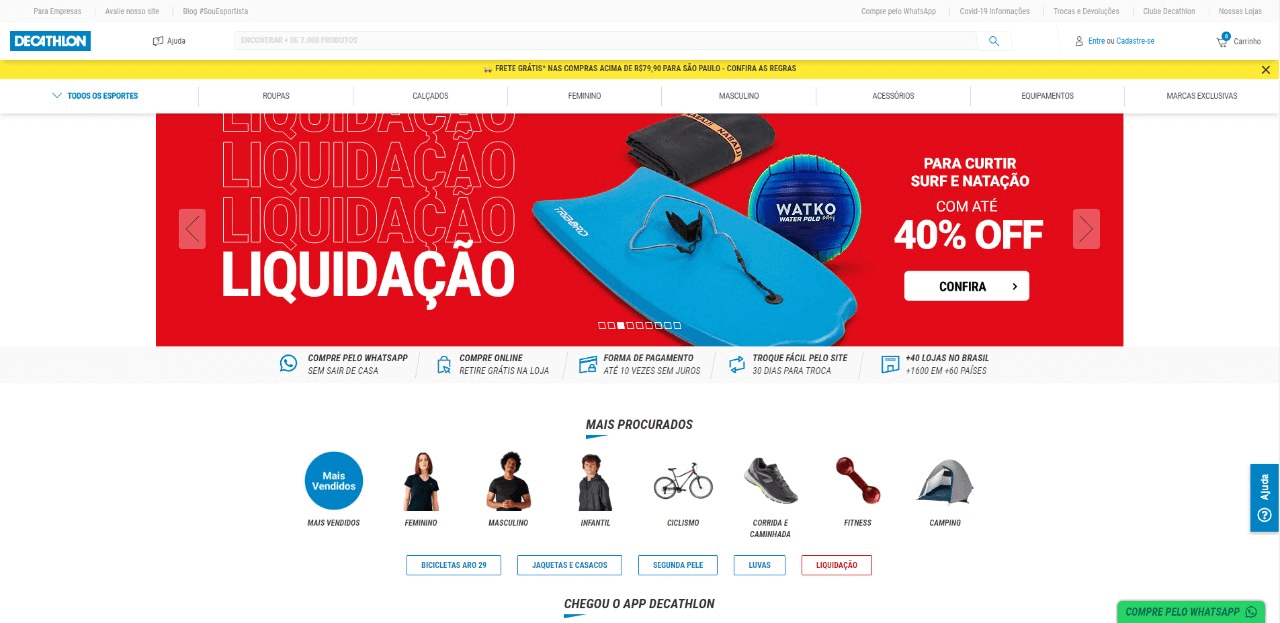 Para Empresas
Avalie nosso site
Blog #SouEsportista
Compre pelo WhatsApp
Covid-19 Informações
Trocas e Devoluções
Clube Decathlon
Nossas Lojas
DECATHLON
Ajuda
ENCONTRAR + DE 7.000 PRODUTOS
Entre ou Cadastre-se
0
Carrinho
FRETE GRÁTIS* NAS COMPRAS ACIMA DE R$79,90 PARA SÃO PAULO - CONFIRA AS REGRAS
TODOS OS ESPORTES
ROUPAS
CALÇADOS
FEMININO
MASCULINO
ACESSÓRIOS
EQUIPAMENTOS
MARCAS EXCLUSIVAS
LIQUIDAÇÃO
LIQUIDAÇÃO
LIQUIDAÇÃO
LIQUIDAÇÃO
NABAIJI
WATKO
WATER POLO easy
PARA CURTIR
SURF E NATAÇÃO
COM ATÉ
40% OFF
CONFIRA
COMPRE PELO WHATSAPP
SEM SAIR DE CASA
COMPRE ONLINE
RETIRE GRÁTIS NA LOJA
FORMA DE PAGAMENTO
ATÉ 10 VEZES SEM JUROS
TROQUE FÁCIL PELO SITE
30 DIAS PARA TROCA
+40 LOJAS NO BRASIL
+1600 EM +60 PAÍSES
MAIS PROCURADOS
Mais
Vendidos
MAIS VENDIDOS
FEMININO
MASCULINO
INFANTIL
CICLISMO
CORRIDA E
CAMINHADA
FITNESS
CAMPING
BICICLETAS ARO 29
JAQUETAS E CASACOS
SEGUNDA PELE
LUVAS
LIQUIDAÇÃO
CHEGOU O APP DECATHLON
Ajuda
COMPRE PELO WHATSAPP